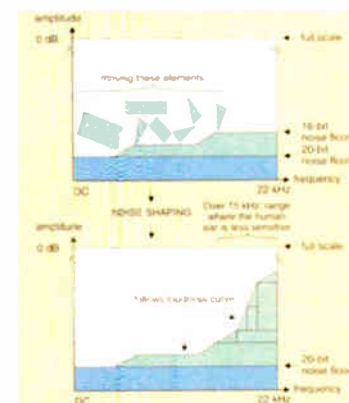 amplitude
0 dB
full scale
moving these elements
16-bit
noise floor
20-bit
noise floor
frequency
DC
22 kHz
NOISE SHAPING
Over 15 kHz range
where the human
ear is less sensitive
amplitude
0 dB
full scale
follows loudness curve
20-bit
noise floor
frequency
DC
22 kHz